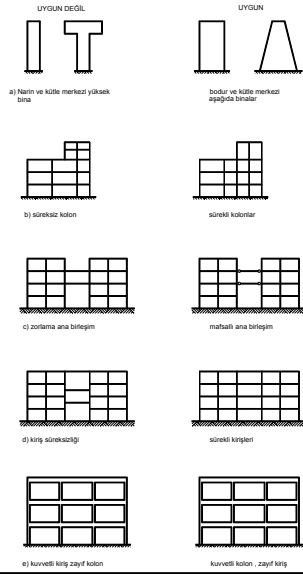 UYGUN DEĞİL
UYGUN
a) Narin ve kütle merkezi yüksek
bina
bodur ve kütle merkezi
aşağıda binalar
b) süreksiz kolon
sürekli kolonlar
c) zorlama ana birleşim
mafsallı ana birleşim
d) kiriş süreksizliği
sürekli kirişleri
e) kuvvetli kiriş zayıf kolon
kuvvetli kolon , zayıf kiriş